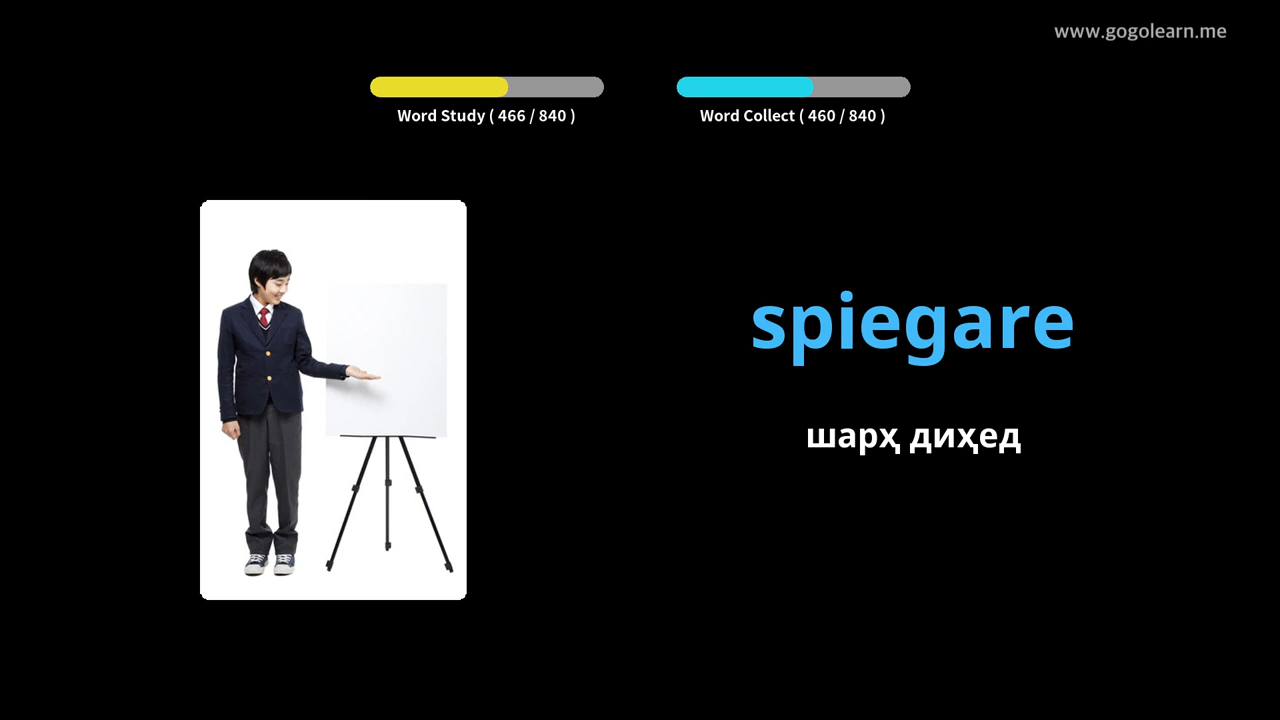 www.gogolearn.me
Word Study ( 466 / 840 )
Word Collect ( 460 / 840 )
spiegare
шарҳ диҳед